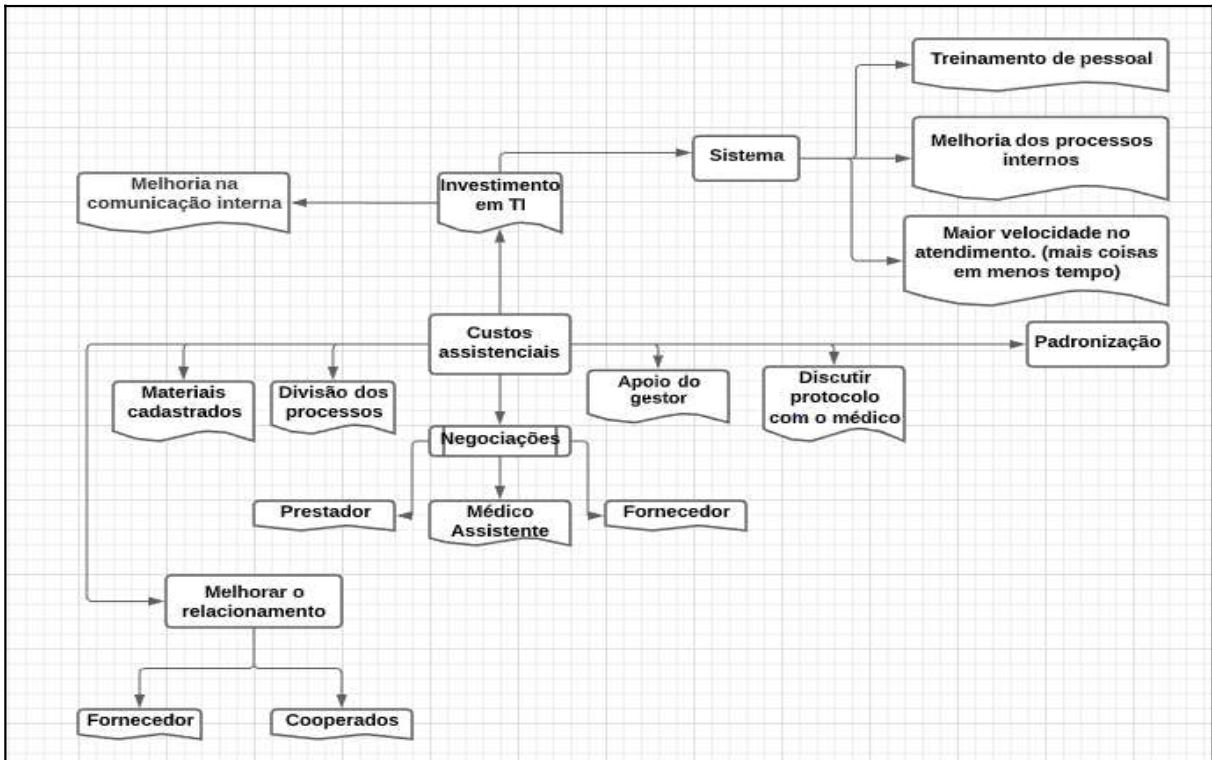 Treinamento de pessoal
Melhoria dos processos
internos
Sistema
Melhoria na
comunicação interna
Investimento
em TI
Maior velocidade no
atendimento. (mais coisas
em menos tempo)
Custos
assistenciais
Padronização
Materiais
cadastrados
Divisão dos
processos
Apoio do
gestor
Discutir
protocolo
com o médico
Negociações
Prestador
Médico
Assistente
Fornecedor
Melhorar o
relacionamento
Fornecedor
Cooperados